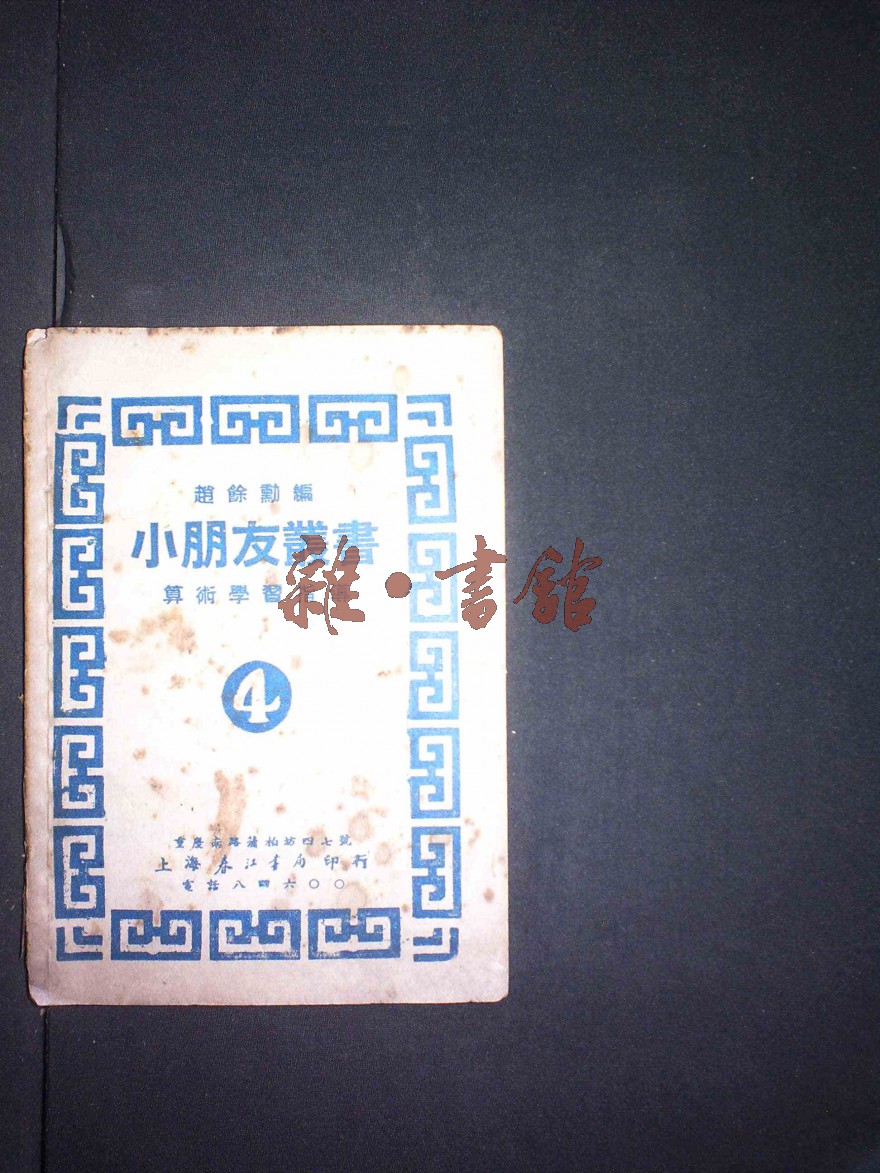 趙餘勳編
小朋友叢書
算術學習指導
雜·書館
4
重慶南路蒲柏坊四七號
上海春江書局印行
電話八四六〇〇